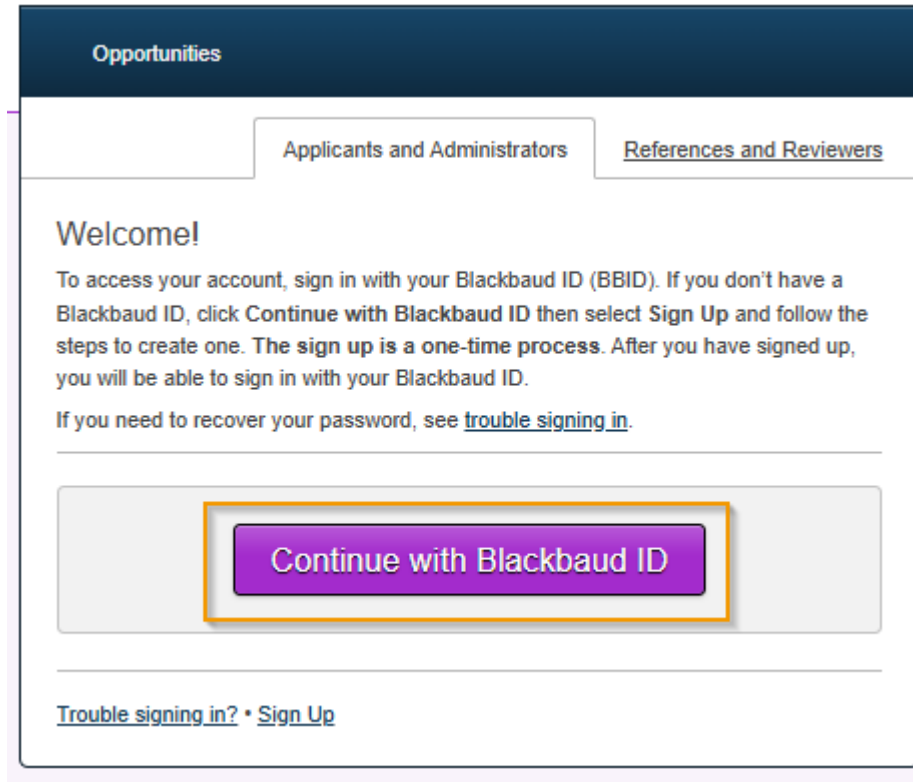 Opportunities
Applicants and Administrators
References and Reviewers
Welcome!
To access your account, sign in with your Blackbaud ID (BBID). If you don’t have a
Blackbaud ID, click Continue with Blackbaud ID then select Sign Up and follow the
steps to create one. The sign up is a one-time process. After you have signed up,
you will be able to sign in with your Blackbaud ID.
If you need to recover your password, see trouble signing in.
Continue with Blackbaud ID
Trouble signing in? • Sign Up